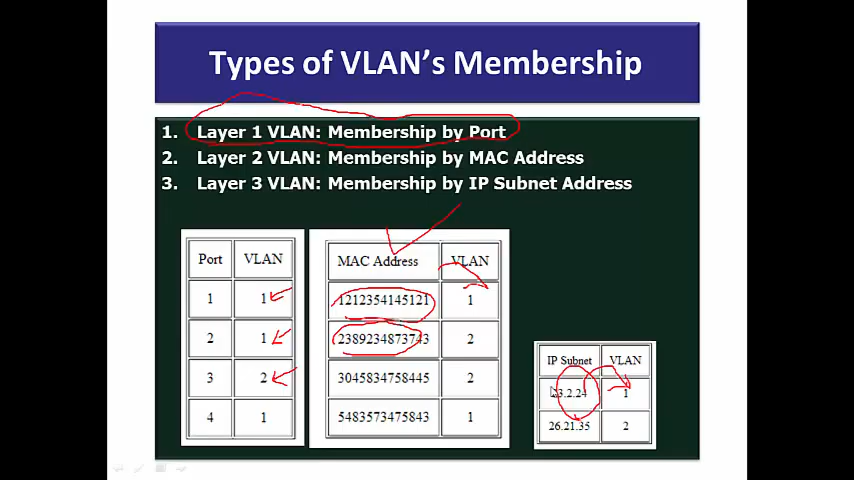 Types of VLAN's Membership
1. Layer 1 VLAN: Membership by Port
2. Layer 2 VLAN: Membership by MAC Address
3. Layer 3 VLAN: Membership by IP Subnet Address
Port VLAN
1 1
2 1
3 2
4 1
MAC Address VLAN
1212354145121 1
2389234873743 2
3045834758445 2
5483573475843 1
IP Subnet VLAN
23.2.24 1
26.21.35 2